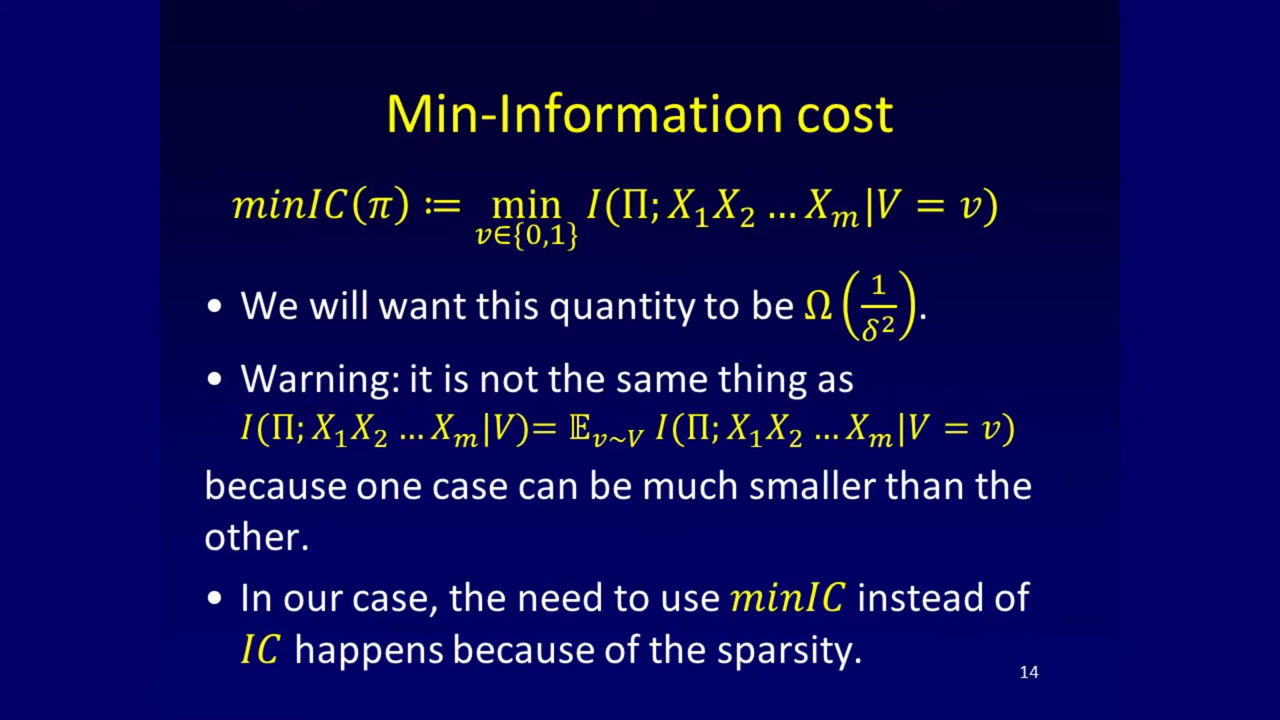 Min-Information cost
𝑚𝑖𝑛𝐼𝐶(𝜋) ≔ min 𝐼(Π; 𝑋₁𝑋₂ … 𝑋ₘ|𝑉 = 𝑣)
𝑣∈{0,1}
• We will want this quantity to be Ω(1/𝛿²).
• Warning: it is not the same thing as
𝐼(Π; 𝑋₁𝑋₂ … 𝑋ₘ|𝑉)= 𝔼ᵥ~V 𝐼(Π; 𝑋₁𝑋₂ … 𝑋ₘ|𝑉 = 𝑣)
because one case can be much smaller than the
other.
• In our case, the need to use 𝑚𝑖𝑛𝐼𝐶 instead of
𝐼𝐶 happens because of the sparsity.
14